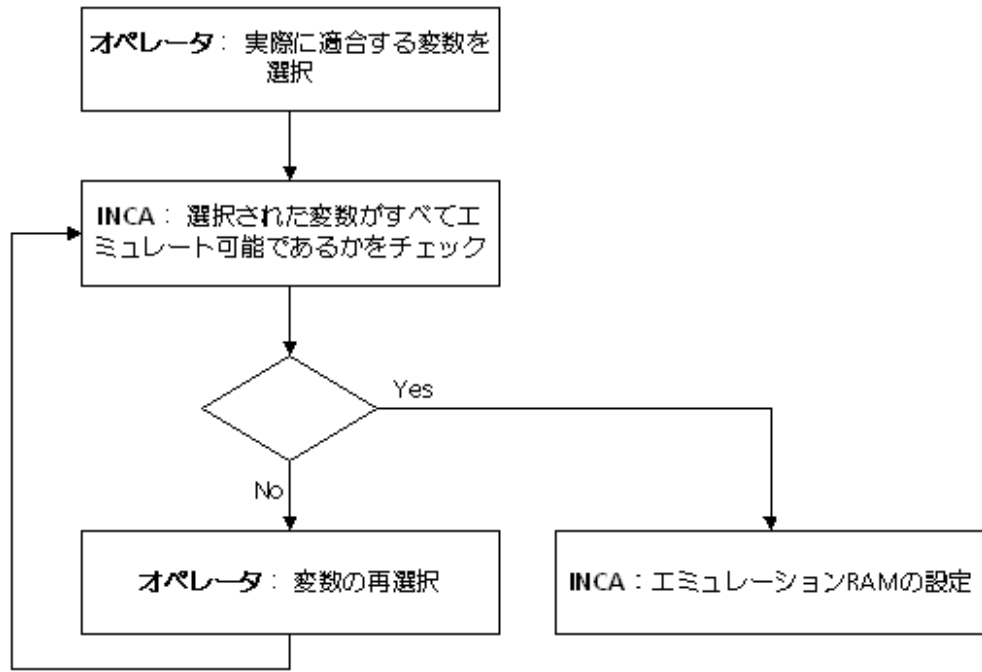 オペレータ： 実際に適合する変数を
選択
INCA： 選択された変数がすべてエ
ミュレート可能であるかをチェック
Yes
No
オペレータ： 変数の再選択
INCA：エミュレーションRAMの設定